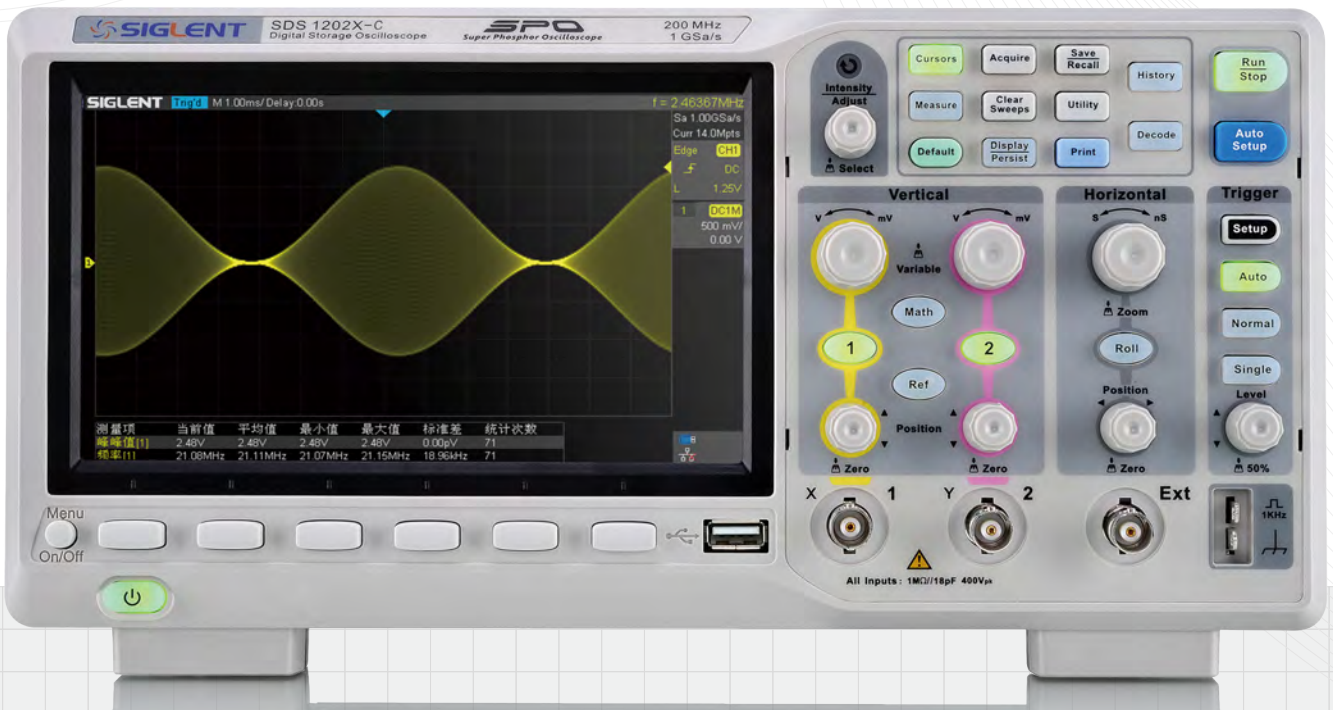 SIGLENT
SDS 1202X-C
Digital Storage Oscilloscope
SPO
Super Phosphor Oscilloscope
200 MHz
1 GSa/s
SIGLENT Trig'd M 1.00ms/ Delay:0.00s f = 2.46367MHz
Sa 1.00GSa/s
Curr 14.0Mpts
Edge CH1
DC
L 1.25V
1 DC1M
500 mV/
0.00 V
1
测量项 当前值 平均值 最小值 最大值 标准差 统计次数
峰峰值[1] 2.48V 2.48V 2.48V 2.48V 0.00pV 71
频率[1] 21.08MHz 21.11MHz 21.07MHz 21.15MHz 18.96kHz 71
Menu
On/Off
Intensity
Adjust
Select
Cursors
Acquire
Save
Recall
History
Measure
Clear
Sweeps
Utility
Decode
Default
Display
Persist
Print
Run
Stop
Auto
Setup
Vertical
V mV
V mV
Variable
Math
1
2
Ref
Position
Zero
Zero
Horizontal
S nS
Zoom
Roll
Position
Zero
Trigger
Setup
Auto
Normal
Single
Level
50%
X 1
Y 2
Ext
1KHz
All Inputs : 1MΩ//18pF 400Vpk